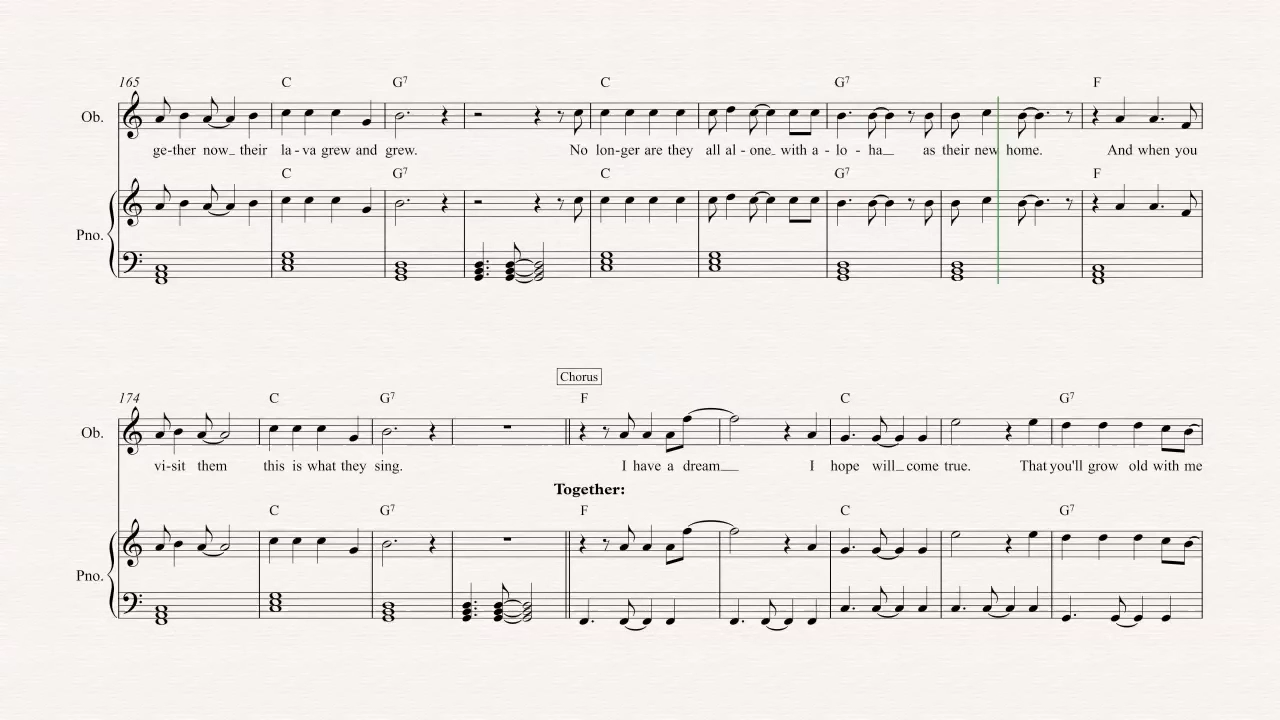 165 C G7 C G7 F
Ob.
ge-ther now_ their la-va grew and grew. No lon-ger are they all al-one_ with a-lo-ha_ as their new home. And when you
C G7 C G7 F
Pno.
Chorus
174 C G7 F C G7
Ob.
vi-sit them this is what they sing. I have a dream_ I hope will_ come true. That you'll grow old with me
Together:
C G7 F C G7
Pno.